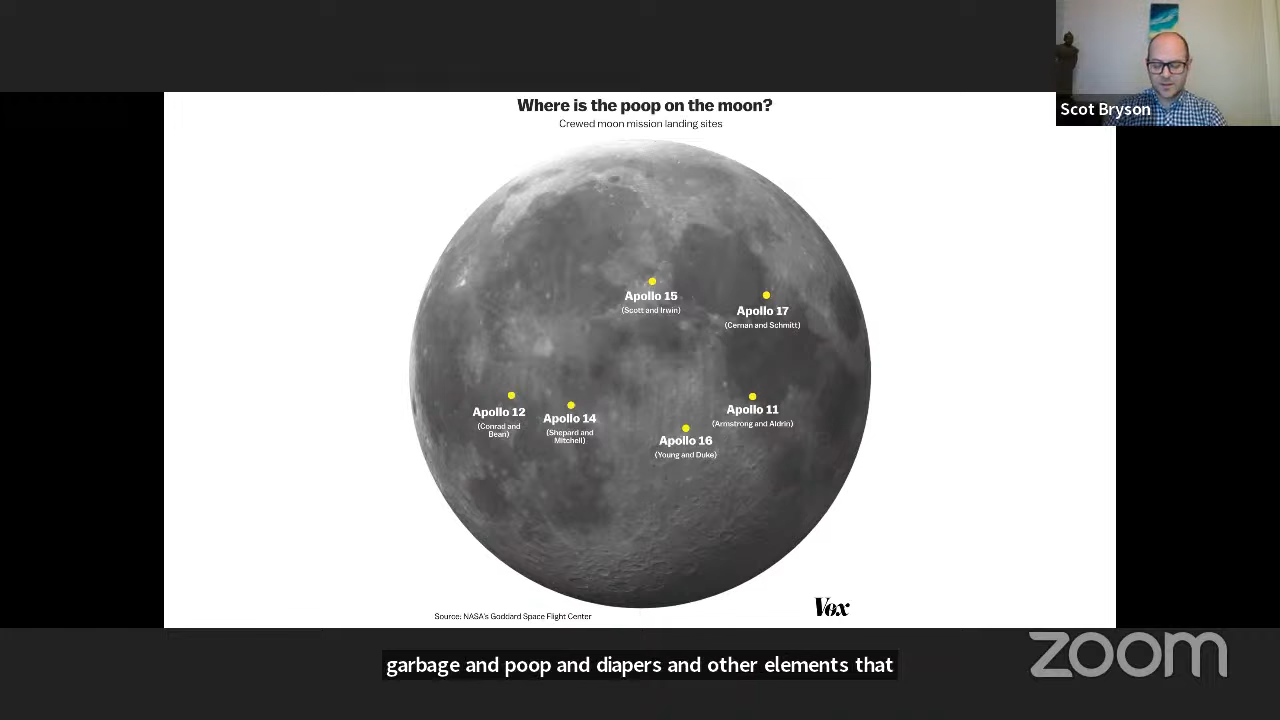 Where is the poop on the moon?
Crewed moon mission landing sites
Scot Bryson
Apollo 15
(Scott and Irwin)
Apollo 17
(Cernan and Schmitt)
Apollo 12
(Conrad and
Bean)
Apollo 14
(Shepard and
Mitchell)
Apollo 11
(Armstrong and Aldrin)
Apollo 16
(Young and Duke)
Source: NASA's Goddard Space Flight Center
Vox
garbage and poop and diapers and other elements that
zoom